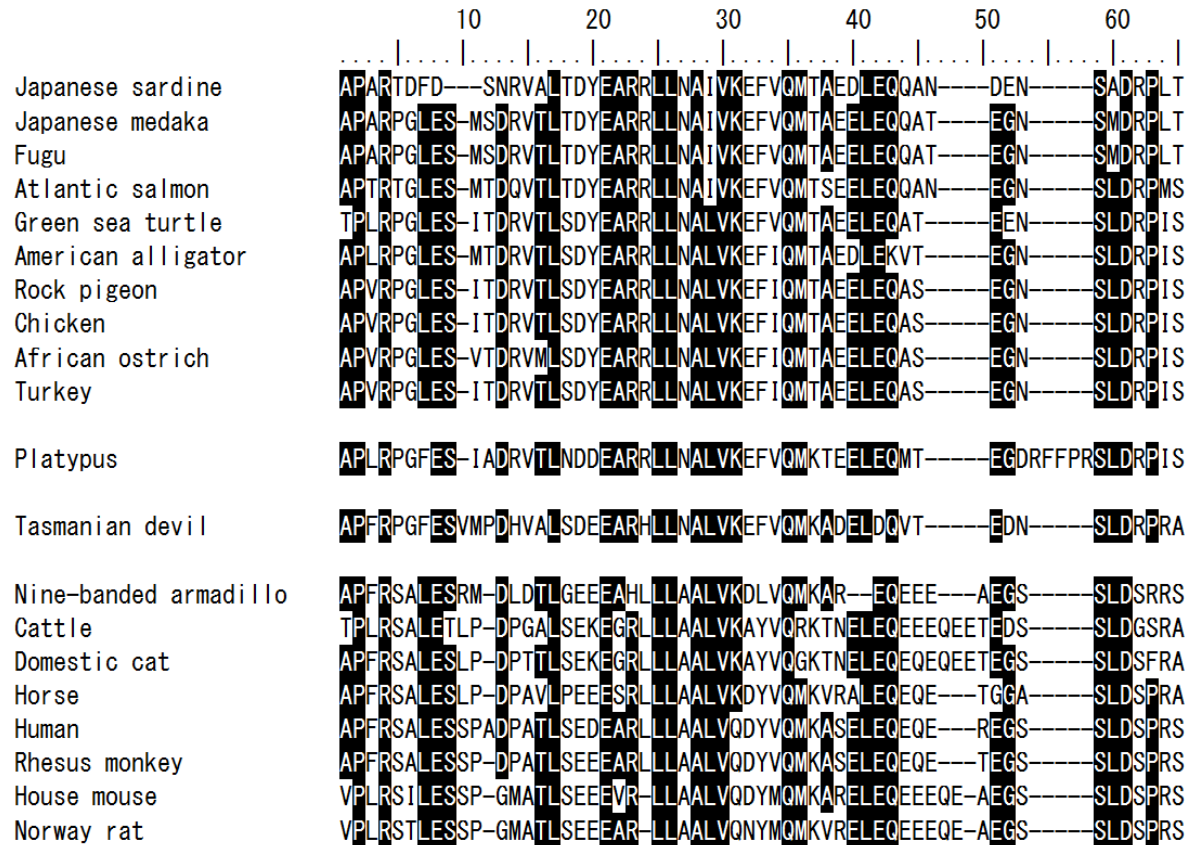 10 20 30 40 50 60
....|....|....|....|....|....|....|....|....|....|....|....|....|
Japanese sardine APARTDFD---SNRVALTDYEARRLLNAIVKEFVQMTAEDLEQQAN----DEN-----SADRPLT
Japanese medaka APARPGLES-MSDRVTLTDYEARRLLNAIVKEFVQMTAEELEQQAT----EGN-----SMDRPLT
Fugu APARPGLES-MSDRVTLTDYEARRLLNAIVKEFVQMTAEELEQQAT----EGN-----SMDRPLT
Atlantic salmon APTRTGLES-MTDQVTLTDYEARRLLNAIVKEFVQMTSEELEQQAN----EGN-----SLDRPMS
Green sea turtle TPLRPGLES-ITDRVTLSDYEARRLLNALVKEFVQMTAEELEQAT-----EEN-----SLDRPIS
American alligator APLRPGLES-MTDRVTLSDYEARRLLNALVKEFIQMTAEDLEKVT-----EGN-----SLDRPIS
Rock pigeon APVRPGLES-ITDRVTLSDYEARRLLNALVKEFIQMTAEELEQAS-----EGN-----SLDRPIS
Chicken APVRPGLES-ITDRVTLSDYEARRLLNALVKEFIQMTAEELEQAS-----EGN-----SLDRPIS
African ostrich APVRPGLES-VTDRVMLSDYEARRLLNALVKEFIQMTAEELEQAS-----EGN-----SLDRPIS
Turkey APVRPGLES-ITDRVTLSDYEARRLLNALVKEFIQMTAEELEQAS-----EGN-----SLDRPIS
Platypus APLRPGFES-IADRVTLNDDEARRLLNALVKEFVQMKTEELEQMT-----EGDRFFPRSLDRPIS
Tasmanian devil APFRPGFESVMPDHVALSDEEARHLLNALVKEFVQMKADELDQVT-----EDN-----SLDRPRA
Nine-banded armadillo APFRSALESRM-DLDTLGEEEAHLLLAALVKDLVQMKAR--EQEEE---AEGS-----SLDSRRS
Cattle TPLRSALETLP-DPGALSEKEGRLLLAALVKAYVQRKTNELEQEEEQEETEDS-----SLDGSRA
Domestic cat APFRSALESLP-DPTTLSEKEGRLLLAALVKAYVQGKTNELEQEQEQEETEGS-----SLDSFRA
Horse APFRSALESLP-DPAVLPEEESRLLLAALVKDYVQMKVRALEQEQE---TGGA-----SLDSPRA
Human APFRSALESSPADPATLSEDEARLLLAALVQDYVQMKASELEQEQE---REGS-----SLDSPRS
Rhesus monkey APFRSALESSP-DPATLSEEEARLLLAALVQDYVQMKASELEQEQE---TEGS-----SLDSPRS
House mouse VPLRSILESSP-GMATLSEEEVR-LLAALVQDYMQMKARELEQEEEQE-AEGS-----SLDSPRS
Norway rat VPLRSTLESSP-GMATLSEEEAR-LLAALVQNYMQMKVRELEQEEEQE-AEGS-----SLDSPRS